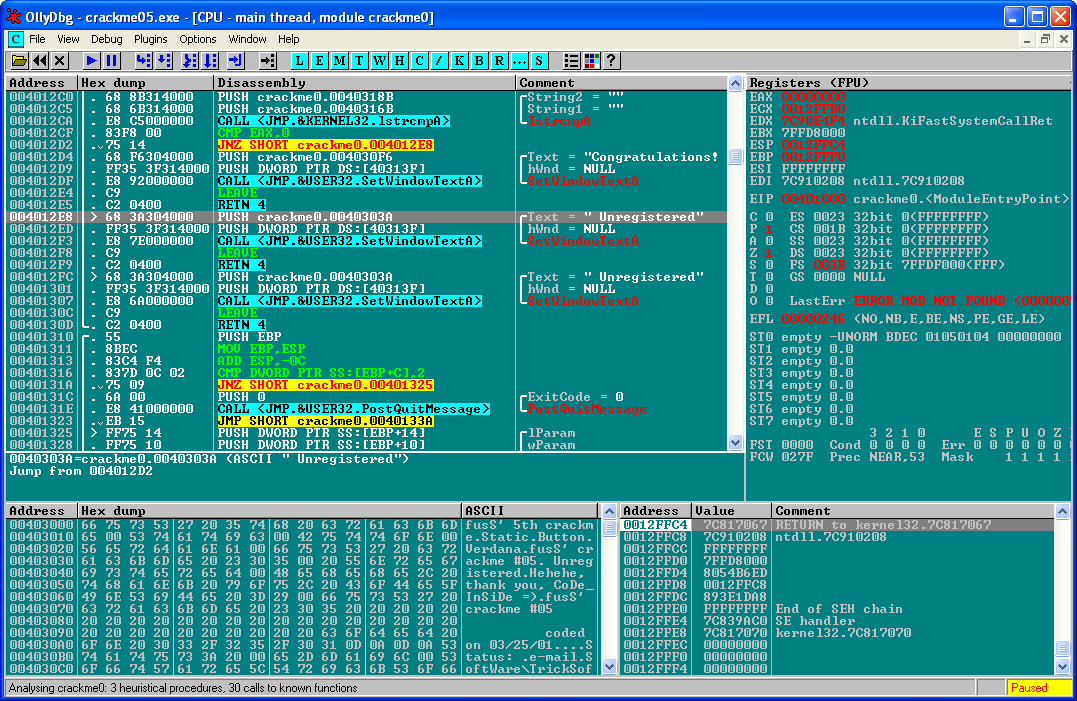 OllyDbg - crackme05.exe - [CPU - main thread, module crackme0]
C File View Debug Plugins Options Window Help
L E M T W H C / K B R ... S ?
Address Hex dump Disassembly Comment
004012C0 . 68 8B314000 PUSH crackme0.0040318B String2 = ""
004012C5 . 68 6B314000 PUSH crackme0.0040316B String1 = ""
004012CA . E8 C5000000 CALL <JMP.&KERNEL32.lstrcmpA> lstrcmpA
004012CF . 83F8 00 CMP EAX,0
004012D2 75 14 JNZ SHORT crackme0.004012E8
004012D4 . 68 F6304000 PUSH crackme0.004030F6 Text = "Congratulations!
004012D9 . FF35 3F314000 PUSH DWORD PTR DS:[40313F] hWnd = NULL
004012DF . E8 92000000 CALL <JMP.&USER32.SetWindowTextA> SetWindowTextA
004012E4 . C9 LEAVE
004012E5 . C2 0400 RETN 4
004012E8 > 68 3A304000 PUSH crackme0.0040303A Text = " Unregistered"
004012ED . FF35 3F314000 PUSH DWORD PTR DS:[40313F] hWnd = NULL
004012F3 . E8 7E000000 CALL <JMP.&USER32.SetWindowTextA> SetWindowTextA
004012F8 . C9 LEAVE
004012F9 . C2 0400 RETN 4
004012FC > 68 3A304000 PUSH crackme0.0040303A Text = " Unregistered"
00401301 . FF35 3F314000 PUSH DWORD PTR DS:[40313F] hWnd = NULL
00401307 . E8 6A000000 CALL <JMP.&USER32.SetWindowTextA> SetWindowTextA
0040130C . C9 LEAVE
0040130D . C2 0400 RETN 4
00401310 . 55 PUSH EBP
00401311 . 8BEC MOV EBP,ESP
00401313 . 83C4 F4 ADD ESP,-0C
00401316 . 837D 0C 02 CMP DWORD PTR SS:[EBP+C],2
0040131A . 75 09 JNZ SHORT crackme0.00401325
0040131C . 6A 00 PUSH 0 ExitCode = 0
0040131E . E8 41000000 CALL <JMP.&USER32.PostQuitMessage> PostQuitMessage
00401323 . EB 15 JMP SHORT crackme0.0040133A
00401325 > FF75 14 PUSH DWORD PTR SS:[EBP+14] lParam
00401328 . FF75 10 PUSH DWORD PTR SS:[EBP+10] wParam
0040303A=crackme0.0040303A (ASCII " Unregistered")
Jump from 004012D2
Registers (FPU)
EAX 00000000
ECX 0012FFB0
EDX 7C90E4F4 ntdll.KiFastSystemCallRet
EBX 7FFD8000
ESP 0012FFC4
EBP 0012FFF0
ESI FFFFFFFF
EDI 7C910208 ntdll.7C910208
EIP 00401000 crackme0.<ModuleEntryPoint>
C 0 ES 0023 32bit 0(FFFFFFFF)
P 1 CS 001B 32bit 0(FFFFFFFF)
A 0 SS 0023 32bit 0(FFFFFFFF)
Z 1 DS 0023 32bit 0(FFFFFFFF)
S 0 FS 003B 32bit 7FFDF000(FFF)
T 0 GS 0000 NULL
D 0
O 0 LastErr ERROR_MOD_NOT_FOUND (000000
EFL 00000246 (NO,NB,E,BE,NS,PE,GE,LE)
ST0 empty -UNORM BDEC 01050104 00000000
ST1 empty 0.0
ST2 empty 0.0
ST3 empty 0.0
ST4 empty 0.0
ST5 empty 0.0
ST6 empty 0.0
ST7 empty 0.0
3 2 1 0 E S P U O Z
FST 0000 Cond 0 0 0 0 Err 0 0 0 0 0 0
FCW 027F Prec NEAR,53 Mask 1 1 1 1
Address Hex dump ASCII
00403000 66 75 73 53 27 20 35 74 68 20 63 72 61 63 6B 6D fusS' 5th crackm
00403010 65 00 53 74 61 74 69 63 00 42 75 74 74 6F 6E 00 e.Static.Button.
00403020 56 65 72 64 61 6E 61 00 66 75 73 53 27 20 63 72 Verdana.fusS' cr
00403030 61 63 6B 6D 65 20 23 30 35 00 20 55 6E 72 65 67 ackme #05. Unreg
00403040 69 73 74 65 72 65 64 00 48 65 68 65 68 65 2C 20 istered.Hehehe,
00403050 74 68 61 6E 6B 20 79 6F 75 2C 20 43 6F 44 65 5F thank you, CoDe_
00403060 49 6E 53 69 44 65 20 3D 29 00 66 75 73 53 27 20 InSiDe =).fusS'
00403070 63 72 61 63 6B 6D 65 20 23 30 35 20 20 20 20 20 crackme #05
00403080 20 20 20 20 20 20 20 20 20 20 20 20 20 20 20 20
00403090 20 20 20 20 20 20 20 20 20 20 63 6F 64 65 64 20 coded
004030A0 6F 6E 20 30 33 2F 32 35 2F 30 31 0D 0A 0D 0A 53 on 03/25/01....S
004030B0 74 61 74 75 73 3A 20 00 65 2D 6D 61 69 6C 00 53 tatus: .e-mail.S
004030C0 6F 66 74 57 61 72 65 5C 54 72 69 63 6B 53 6F 66 oftWare\TrickSof
Address Value Comment
0012FFC4 7C817067 RETURN to kernel32.7C817067
0012FFC8 7C910208 ntdll.7C910208
0012FFCC FFFFFFFF
0012FFD0 7FFD8000
0012FFD4 8054B6ED
0012FFD8 0012FFC8
0012FFDC 893E1DA8
0012FFE0 FFFFFFFF End of SEH chain
0012FFE4 7C839AC0 SE handler
0012FFE8 7C817070 kernel32.7C817070
0012FFEC 00000000
0012FFF0 00000000
0012FFF4 00000000
Analysing crackme0: 3 heuristical procedures, 30 calls to known functions
Paused